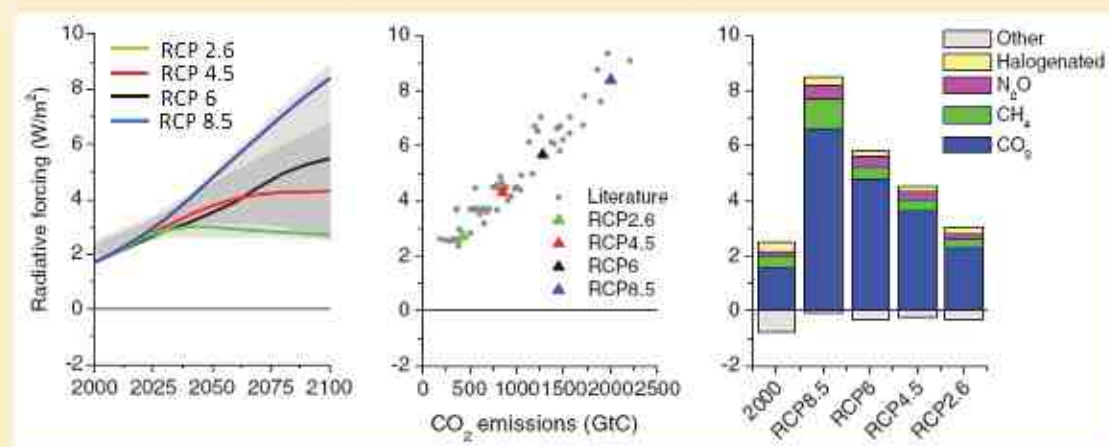 Radiative forcing (W/m²)
10
8
6
4
2
0
-2
2000 2025 2050 2075 2100
RCP 2.6
RCP 4.5
RCP 6
RCP 8.5
10
8
6
4
2
0
-2
0 500 1000 1500 2000 2500
CO₂ emissions (GtC)
Literature
RCP2.6
RCP4.5
RCP6
RCP8.5
10
8
6
4
2
0
-2
2000 RCP8.5 RCP6 RCP4.5 RCP2.6
Other
Halogenated
N₂O
CH₄
CO₂